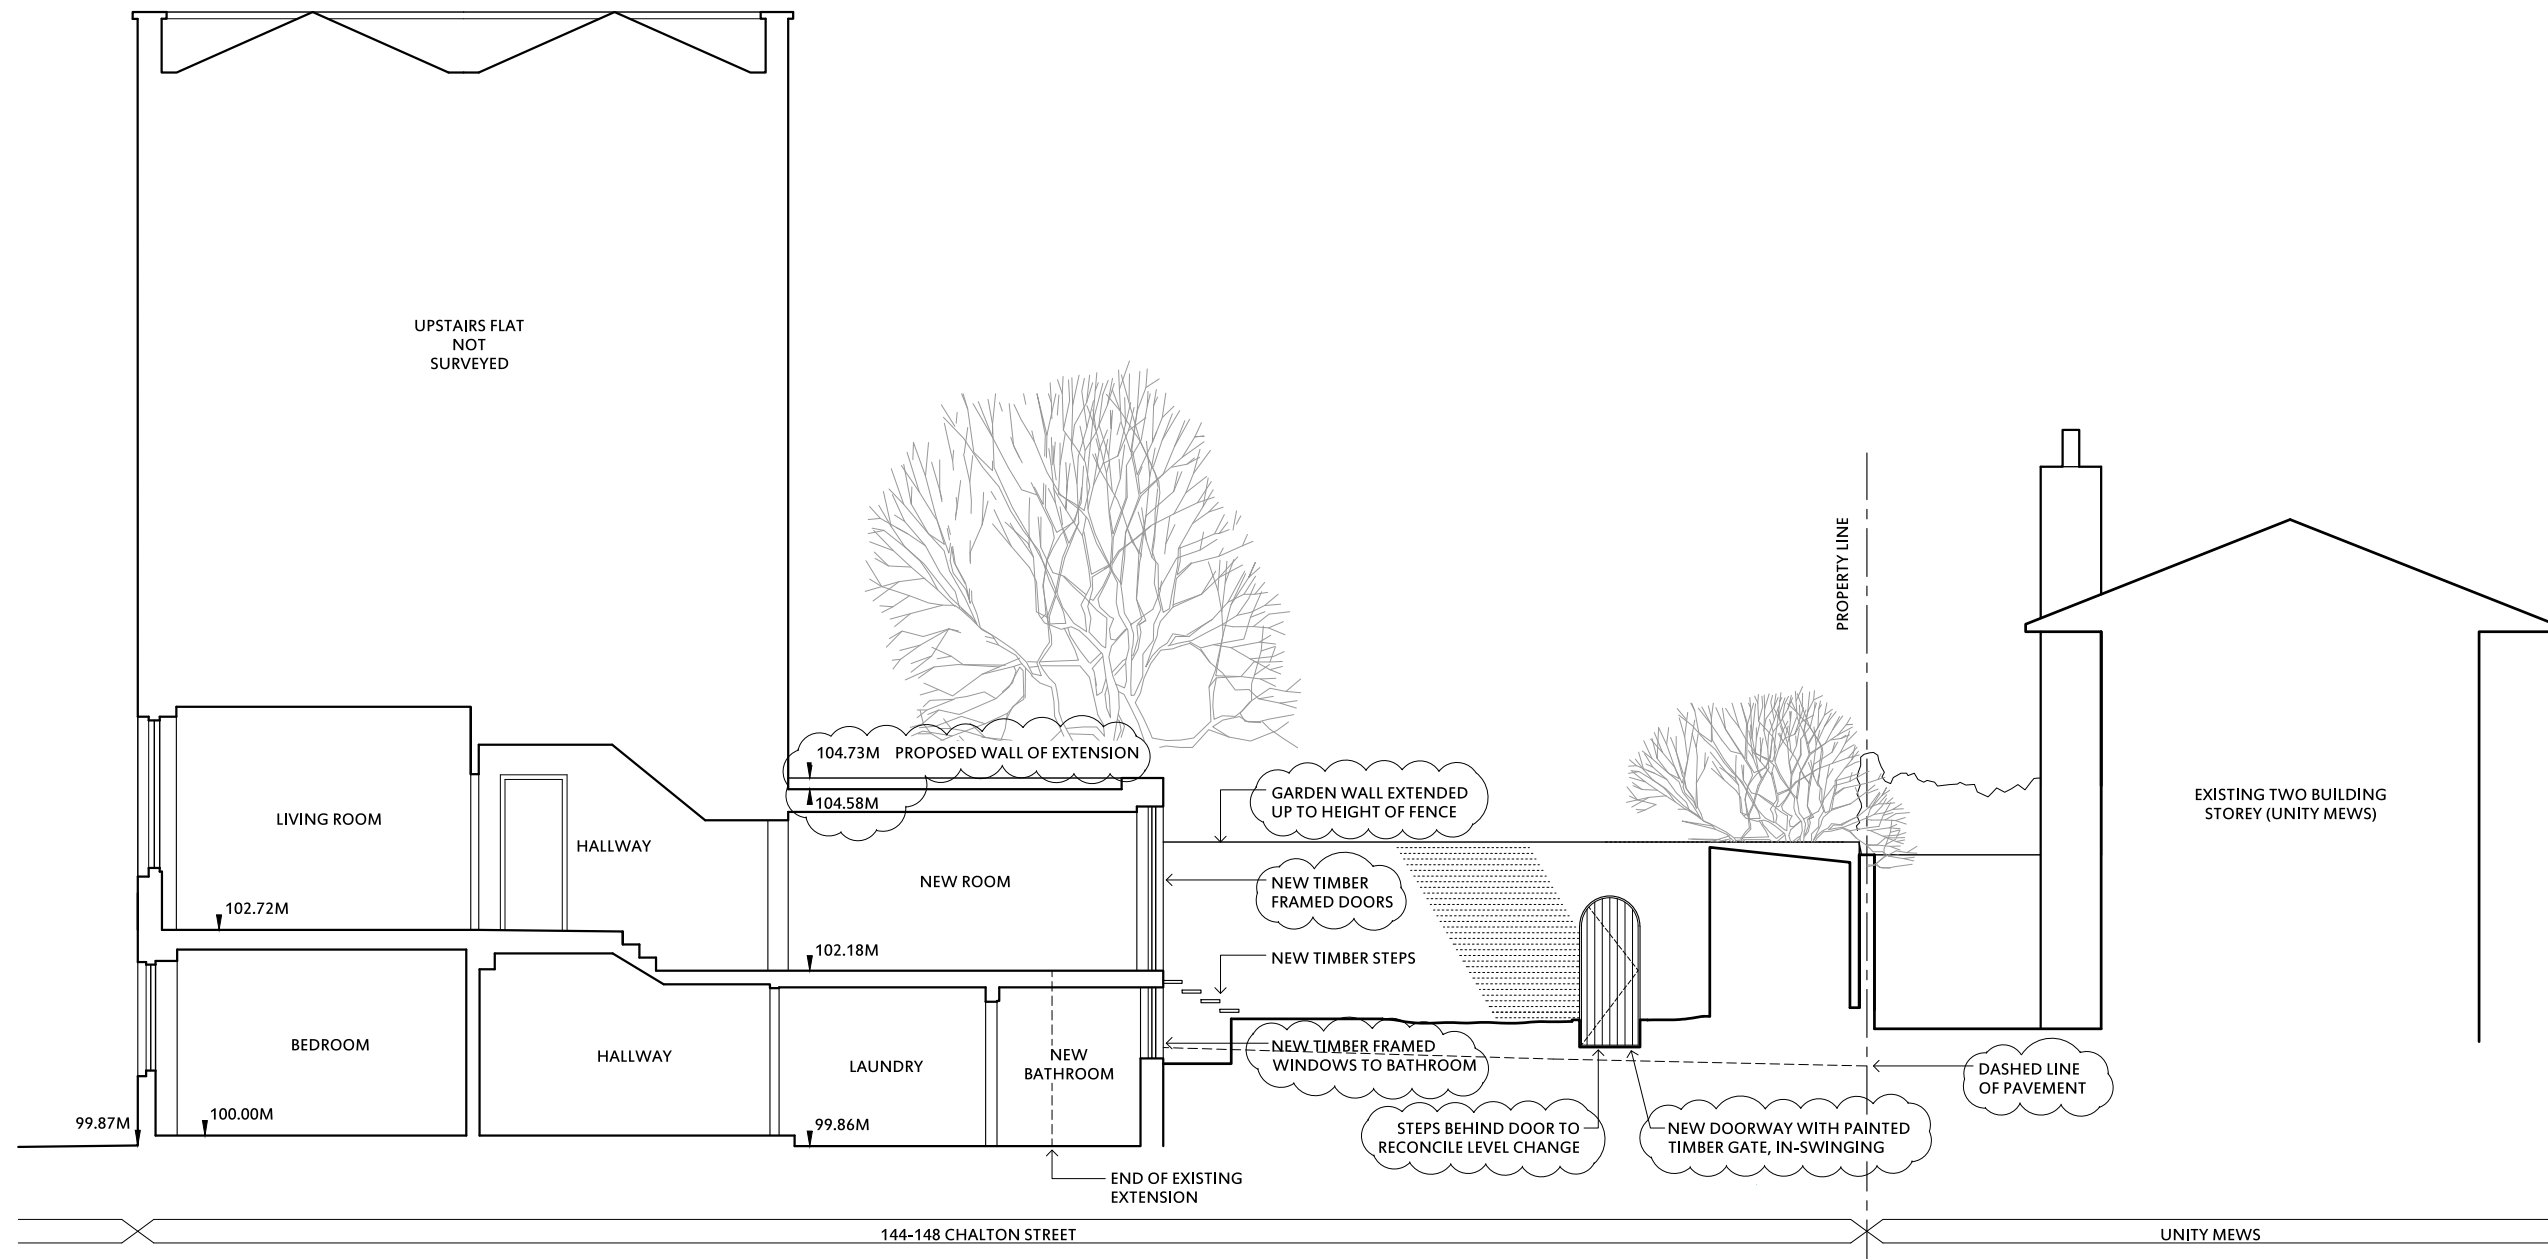 UPSTAIRS FLAT
NOT
SURVEYED
PROPERTY LINE
104.73M PROPOSED WALL OF EXTENSION
104.58M
GARDEN WALL EXTENDED
UP TO HEIGHT OF FENCE
EXISTING TWO BUILDING
STOREY (UNITY MEWS)
LIVING ROOM
HALLWAY
NEW ROOM
NEW TIMBER
FRAMED DOORS
102.72M
102.18M
NEW TIMBER STEPS
BEDROOM
HALLWAY
LAUNDRY
NEW
BATHROOM
NEW TIMBER FRAMED
WINDOWS TO BATHROOM
DASHED LINE
OF PAVEMENT
99.87M
100.00M
99.86M
STEPS BEHIND DOOR TO
RECONCILE LEVEL CHANGE
NEW DOORWAY WITH PAINTED
TIMBER GATE, IN-SWINGING
END OF EXISTING
EXTENSION
144-148 CHALTON STREET
UNITY MEWS